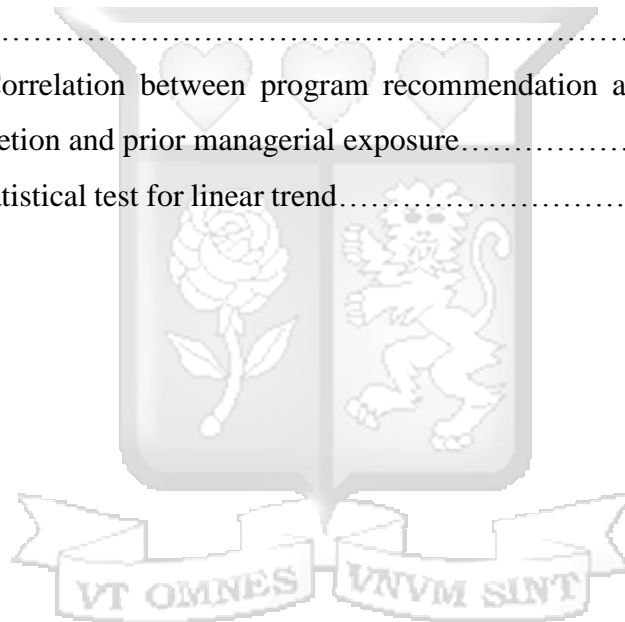 ……………………………………………………………
orrelation between program recommendation a
etion and prior managerial exposure………………
atistical test for linear trend…………………………
VT OMNES VNVM SINT